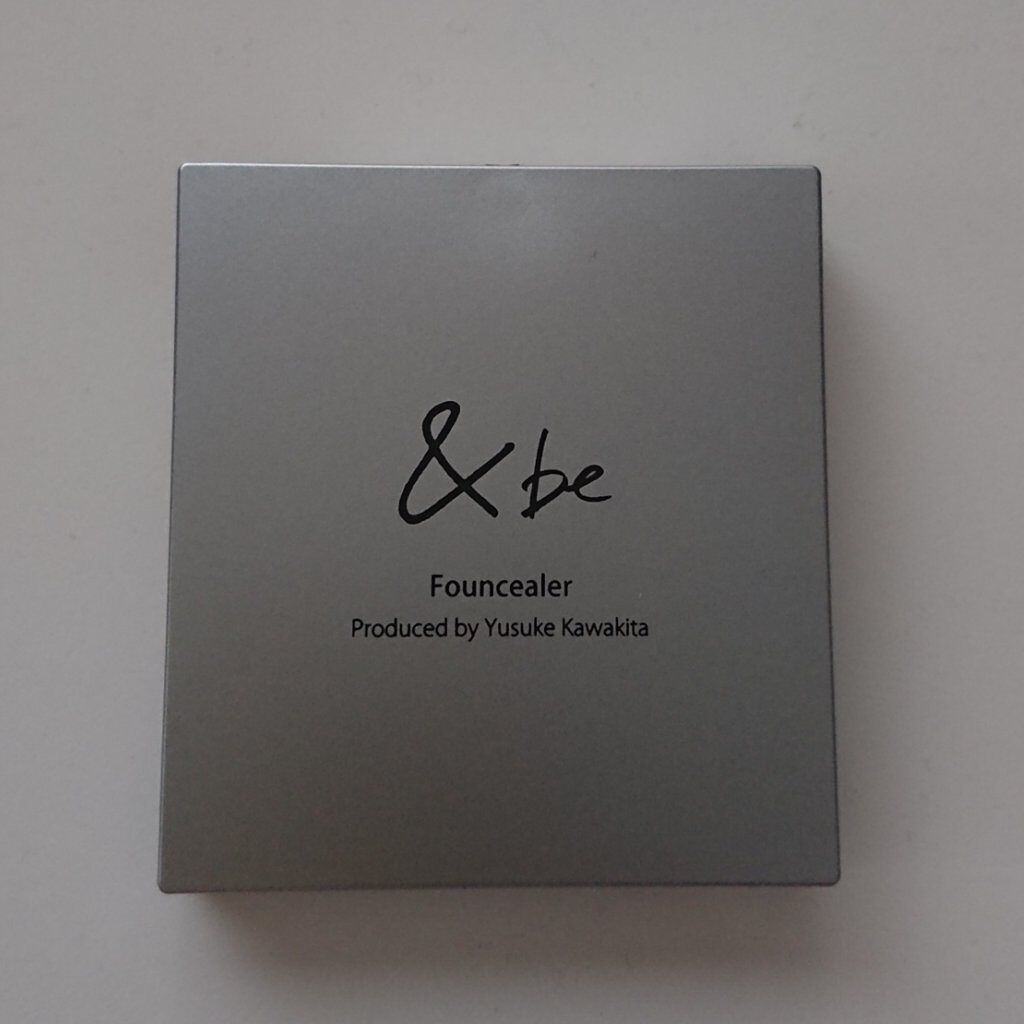 & be
Founcealer
Produced by Yusuke Kawakita